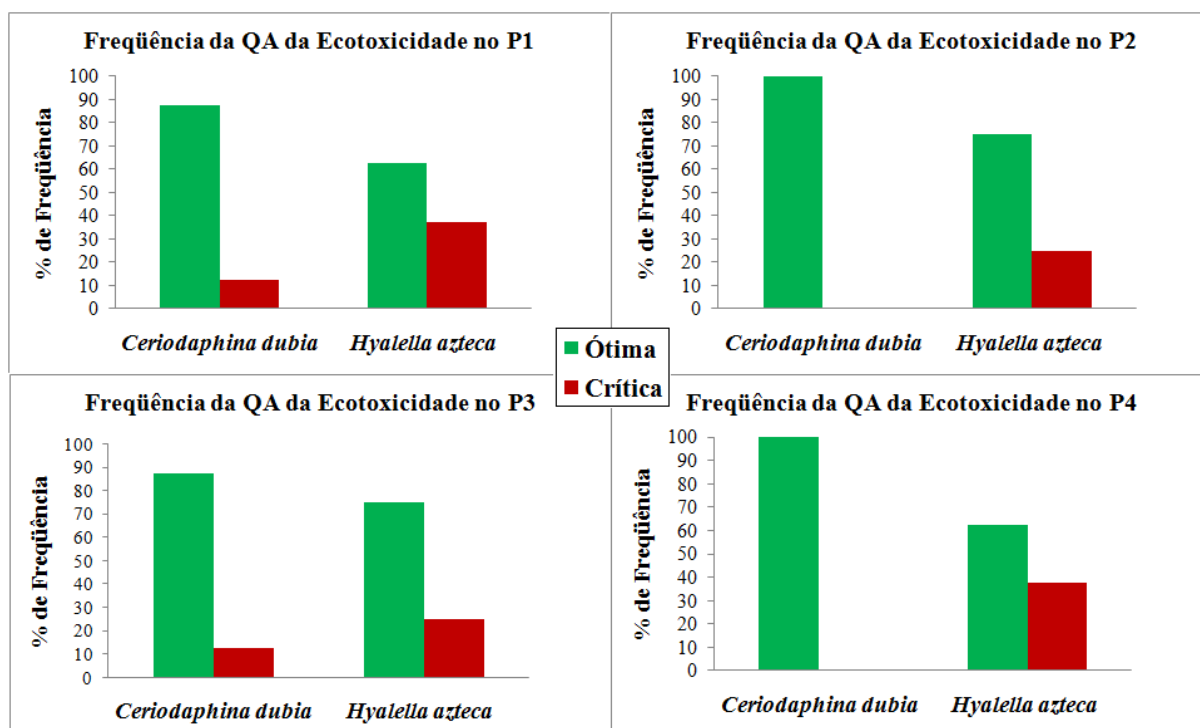 Freqüência da QA da Ecotoxicidade no P1
% de Freqüência
100
90
80
70
60
50
40
30
20
10
0
Ceriodaphina dubia
Hyalella azteca
Freqüência da QA da Ecotoxicidade no P2
% de Freqüência
100
90
80
70
60
50
40
30
20
10
0
Ceriodaphina dubia
Hyalella azteca
Ótima
Crítica
Freqüência da QA da Ecotoxicidade no P3
% de Freqüência
100
90
80
70
60
50
40
30
20
10
0
Ceriodaphina dubia
Hyalella azteca
Freqüência da QA da Ecotoxicidade no P4
% de Freqüência
100
90
80
70
60
50
40
30
20
10
0
Ceriodaphina dubia
Hyalella azteca